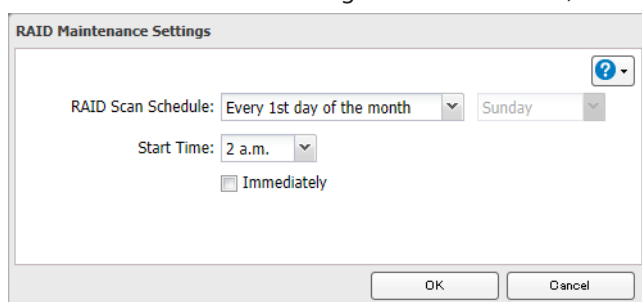 RAID Maintenance Settings
?
RAID Scan Schedule: Every 1st day of the month Sunday
Start Time: 2 a.m.
Immediately
OK Cancel